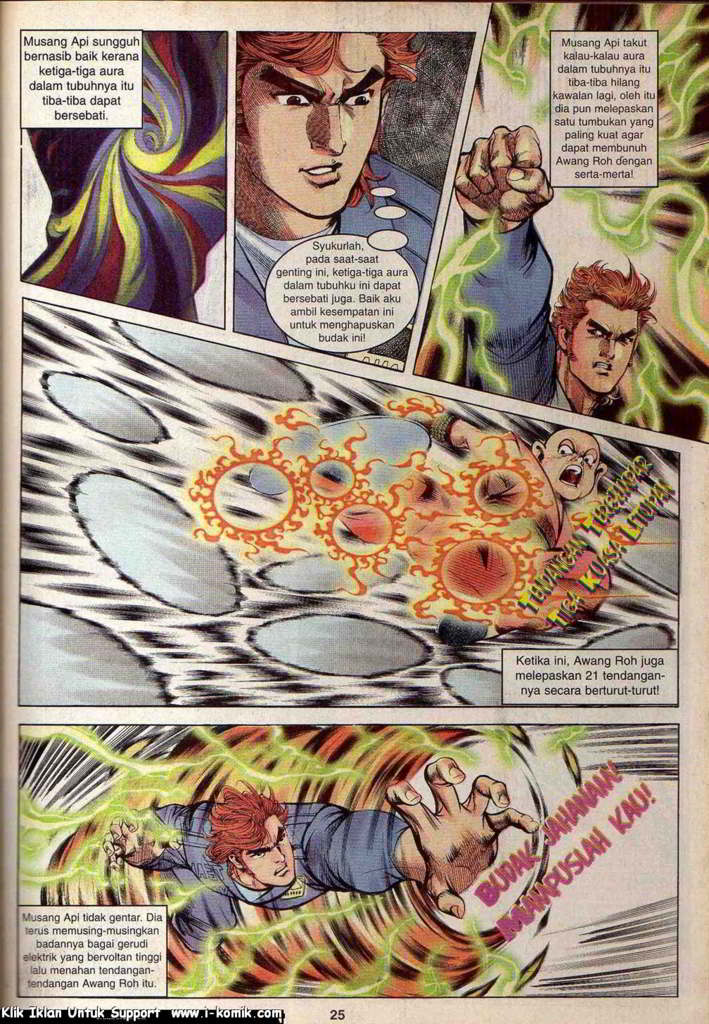 Musang Api sungguh
bernasib baik kerana
ketiga-tiga aura
dalam tubuhnya itu
tiba-tiba dapat
bersebati.
Syukurlah,
pada saat-saat
genting ini, ketiga-tiga aura
dalam tubuhku ini dapat
bersebati juga. Baik aku
ambil kesempatan ini
untuk menghapuskan
budak ini!
Musang Api takut
kalau-kalau aura
dalam tubuhnya itu
tiba-tiba hilang
kawalan lagi, oleh itu
dia pun melepaskan
satu tumbukan yang
paling kuat agar
dapat membunuh
Awang Roh dengan
serta-merta!
Tendangan
Tiga Kuasa
Ketika ini, Awang Roh juga
melepaskan 21 tendangan-
nya secara berturut-turut!
BUDAK JAHANAM!
MAMPUSLAH KAU!
Musang Api tidak gentar. Dia
terus memusing-musingkan
badannya bagai gerudi
elektrik yang bervoltan tinggi
lalu menahan tendangan-
tendangan Awang Roh itu.
Klik Iklan Untuk Support www.i-komik.com
25